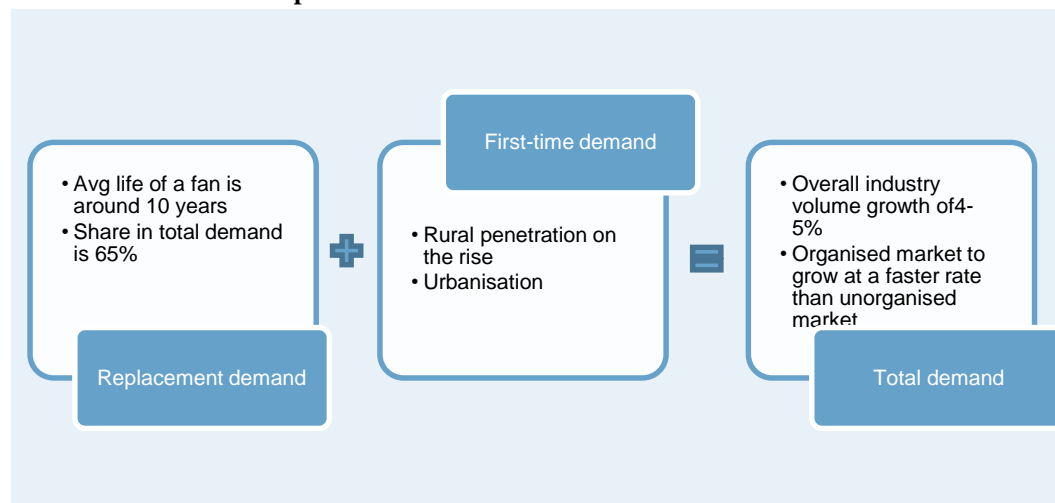 • Avg life of a fan is
around 10 years
• Share in total demand
is 65%
Replacement demand
First-time demand
• Rural penetration on
the rise
• Urbanisation
• Overall industry
volume growth of4-
5%
• Organised market to
grow at a faster rate
than unorganised
market
Total demand